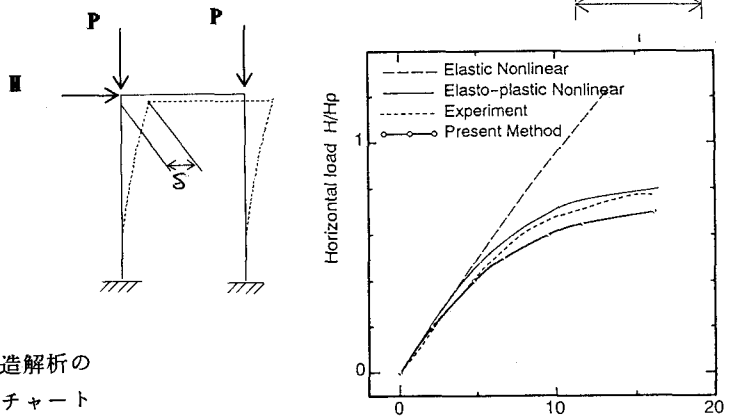 P
P
H
δ
造解析の
チャート
Elastic Nonlinear
Elasto-plastic Nonlinear
Experiment
Present Method
Horizontal load H/Hp
1
0
0
10
20